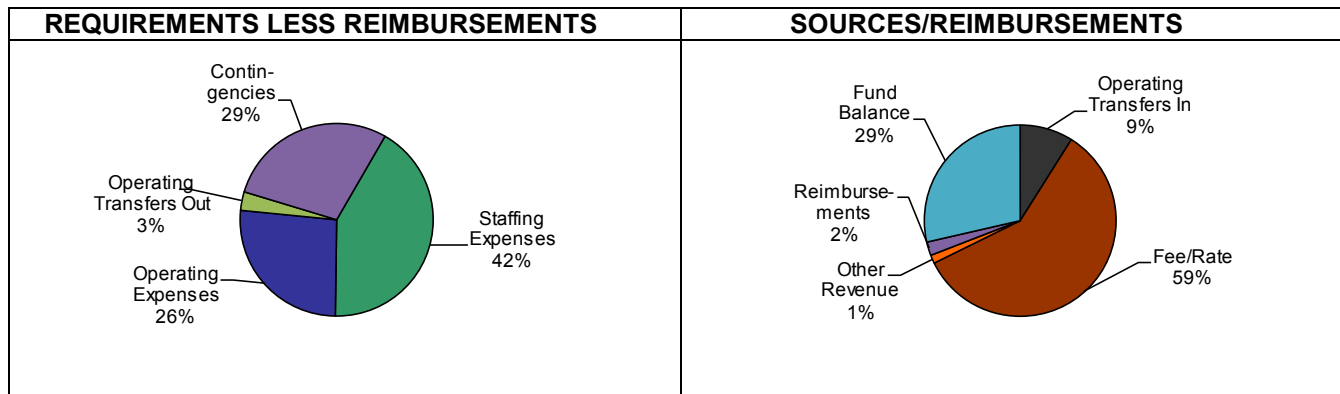 REQUIREMENTS LESS REIMBURSEMENTS
Contin-
gencies
29%
Operating
Transfers Out
3%
Operating
Expenses
26%
Staffing
Expenses
42%
SOURCES/REIMBURSEMENTS
Fund
Balance
29%
Operating
Transfers In
9%
Reimburse-
ments
2%
Other
Revenue
1%
Fee/Rate
59%